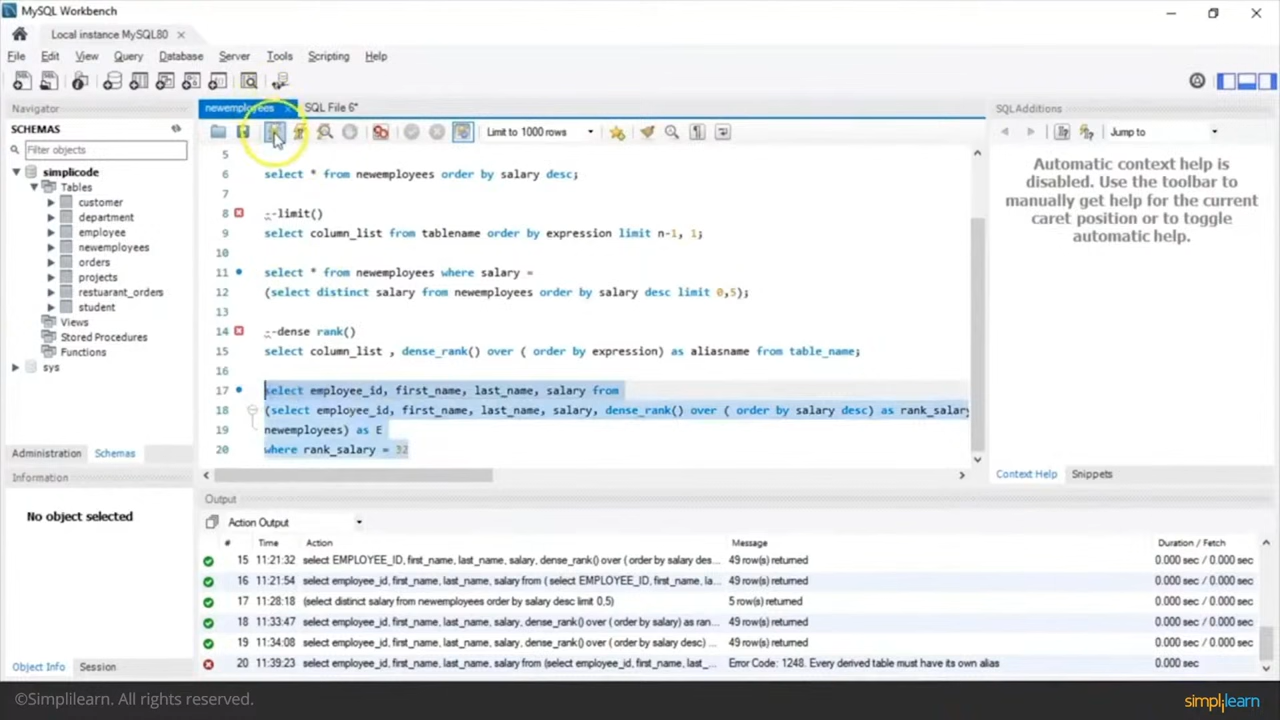 MySQL Workbench
Local instance MySQL80
File Edit View Query Database Server Tools Scripting Help
Navigator
SCHEMAS
Filter objects
simplicode
Tables
customer
department
employee
newemployees
orders
projects
restuarant_orders
student
Views
Stored Procedures
Functions
sys
Administration Schemas
Information
No object selected
Object Info Session
newemployees SQL File 6*
Limit to 1000 rows
5
6 select * from newemployees order by salary desc;
7
8 --limit()
9 select column_list from tablename order by expression limit n-1, 1;
10
11 select * from newemployees where salary =
12 (select distinct salary from newemployees order by salary desc limit 0,5);
13
14 --dense rank()
15 select column_list , dense_rank() over ( order by expression) as aliasname from table_name;
16
17 select employee_id, first_name, last_name, salary from
18 (select employee_id, first_name, last_name, salary, dense_rank() over ( order by salary desc) as rank_salary
19 newemployees) as E
20 where rank_salary = 32
SQLAdditions
Jump to
Automatic context help is
disabled. Use the toolbar to
manually get help for the current
caret position or to toggle
automatic help.
Context Help Snippets
Output
Action Output
# Time Action Message Duration / Fetch
15 11:21:32 select EMPLOYEE_ID, first_name, last_name, salary, dense_rank() over ( order by salary des... 49 row(s) returned 0.000 sec / 0.000 sec
16 11:21:54 select employee_id, first_name, last_name, salary from ( select EMPLOYEE_ID, first_name, la... 49 row(s) returned 0.000 sec / 0.000 sec
17 11:28:18 (select distinct salary from newemployees order by salary desc limit 0,5) 5 row(s) returned 0.000 sec / 0.000 sec
18 11:33:47 select employee_id, first_name, last_name, salary, dense_rank() over ( order by salary) as ran... 49 row(s) returned 0.000 sec / 0.000 sec
19 11:34:08 select employee_id, first_name, last_name, salary, dense_rank() over ( order by salary desc) ... 49 row(s) returned 0.000 sec / 0.000 sec
20 11:39:23 select employee_id, first_name, last_name, salary from (select employee_id, first_name, last_... Error Code: 1248. Every derived table must have its own alias 0.000 sec
©Simplilearn. All rights reserved.
simplilearn